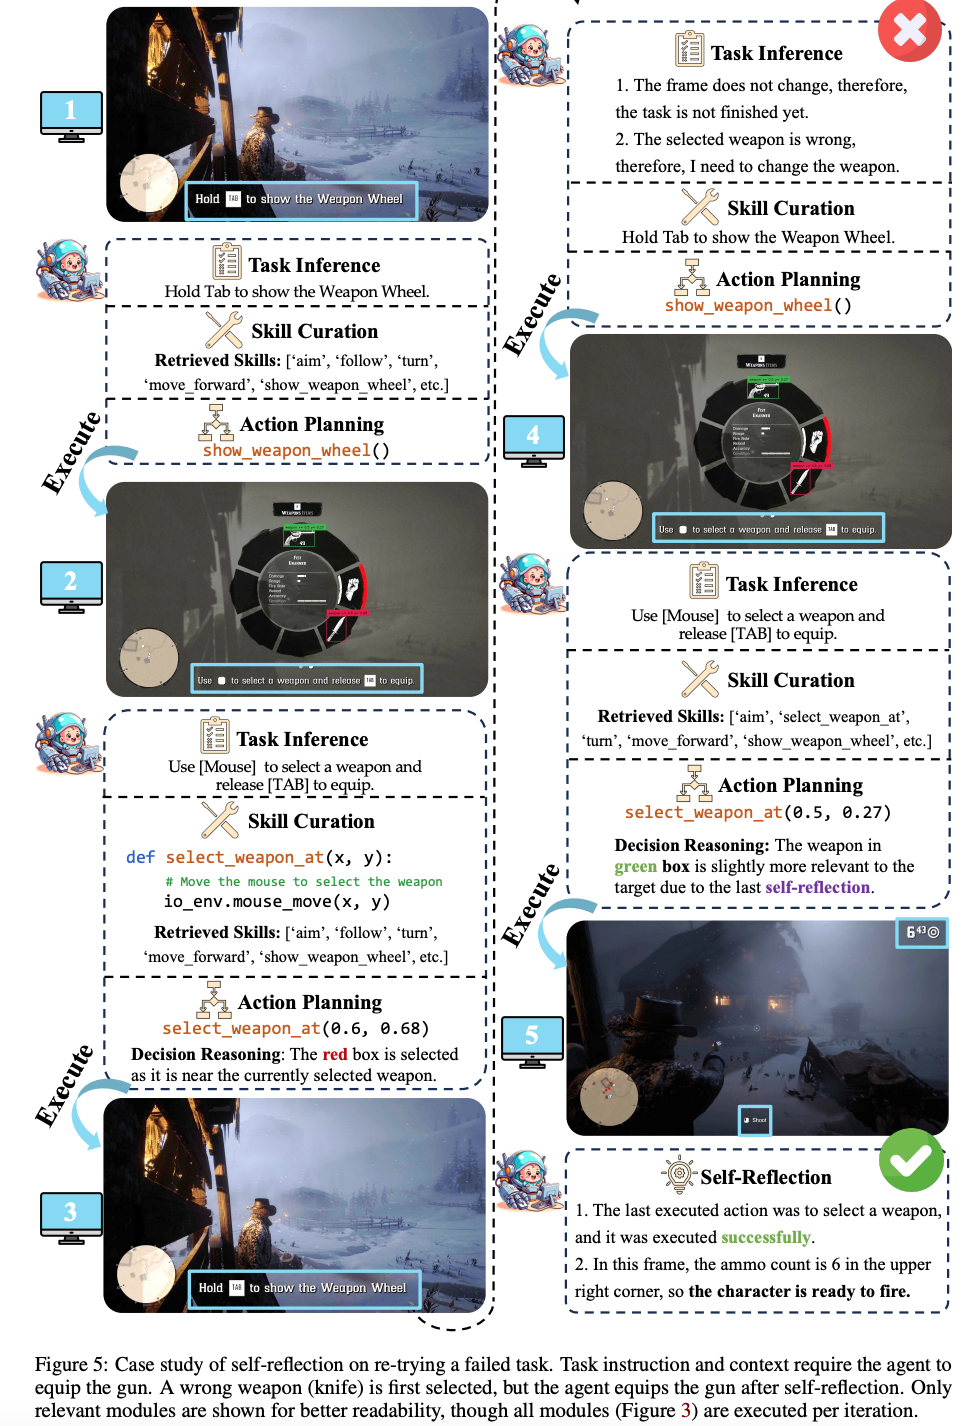 1
Hold TAB to show the Weapon Wheel
Task Inference
Hold Tab to show the Weapon Wheel.
Skill Curation
Retrieved Skills: [‘aim’, ‘follow’, ‘turn’,
‘move_forward’, ‘show_weapon_wheel’, etc.]
Action Planning
show_weapon_wheel()
Execute
2
WEAPONS ITEMS
FIST
UNARMED
Use to select a weapon and release TAB to equip.
Task Inference
Use [Mouse] to select a weapon and
release [TAB] to equip.
Skill Curation
def select_weapon_at(x, y):
# Move the mouse to select the weapon
io_env.mouse_move(x, y)
Retrieved Skills: [‘aim’, ‘follow’, ‘turn’,
‘move_forward’, ‘show_weapon_wheel’, etc.]
Action Planning
select_weapon_at(0.6, 0.68)
Decision Reasoning: The red box is selected
as it is near the currently selected weapon.
Execute
3
Hold TAB to show the Weapon Wheel
Task Inference
1. The frame does not change, therefore,
the task is not finished yet.
2. The selected weapon is wrong,
therefore, I need to change the weapon.
Skill Curation
Hold Tab to show the Weapon Wheel.
Action Planning
show_weapon_wheel()
Execute
4
WEAPONS ITEMS
FIST
UNARMED
Use to select a weapon and release TAB to equip.
Task Inference
Use [Mouse] to select a weapon and
release [TAB] to equip.
Skill Curation
Retrieved Skills: [‘aim’, ‘select_weapon_at’,
‘turn’, ‘move_forward’, ‘show_weapon_wheel’, etc.]
Action Planning
select_weapon_at(0.5, 0.27)
Decision Reasoning: The weapon in
green box is slightly more relevant to the
target due to the last self-reflection.
Execute
5
6 43
Shoot
Self-Reflection
1. The last executed action was to select a weapon,
and it was executed successfully.
2. In this frame, the ammo count is 6 in the upper
right corner, so the character is ready to fire.
Figure 5: Case study of self-reflection on re-trying a failed task. Task instruction and context require the agent to
equip the gun. A wrong weapon (knife) is first selected, but the agent equips the gun after self-reflection. Only
relevant modules are shown for better readability, though all modules (Figure 3) are executed per iteration.